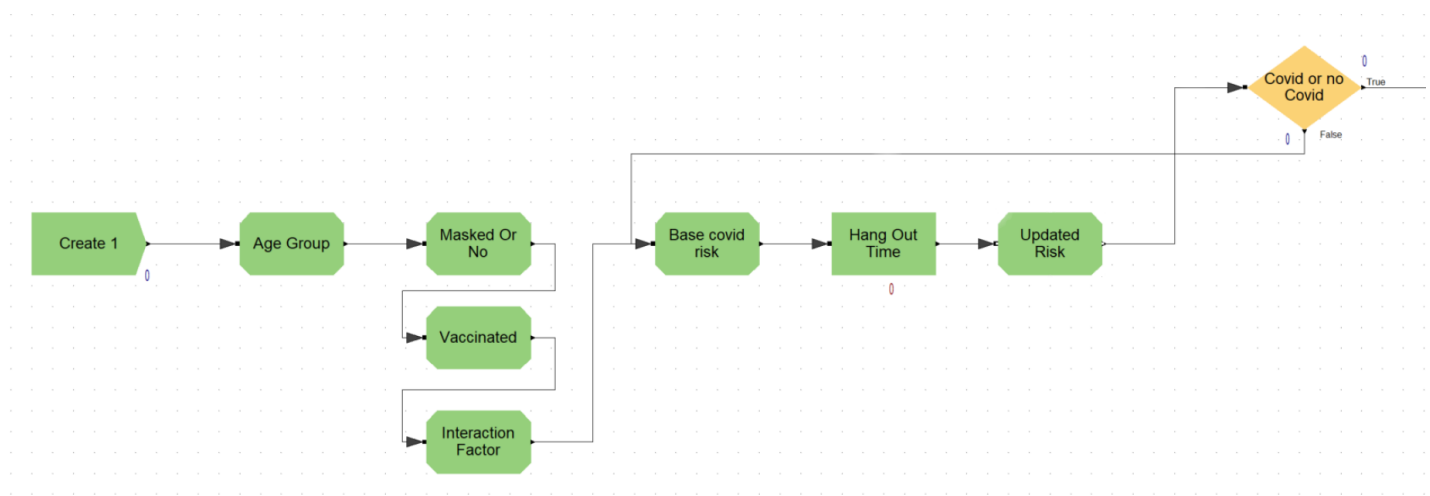 Covid or no
Covid
0
True
0
False
Create 1
0
Age Group
Masked Or
No
Vaccinated
Interaction
Factor
Base covid
risk
Hang Out
Time
0
Updated
Risk